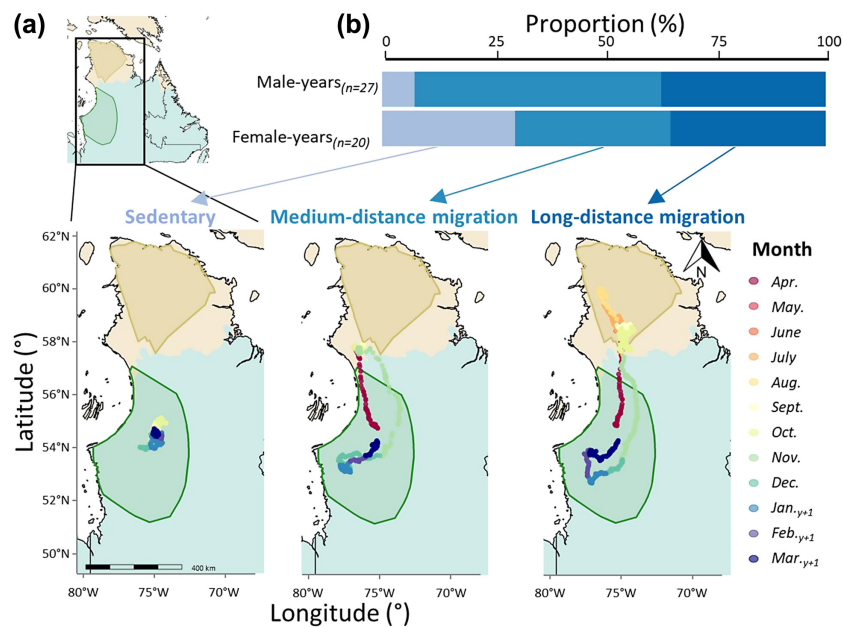 (a)
(b)
Proportion (%)
0 25 50 75 100
Male-years(n=27)
Female-years(n=20)
Sedentary
Medium-distance migration
Long-distance migration
62°N
60°N
58°N
56°N
54°N
52°N
50°N
Latitude (°)
400 km
N
80°W 75°W 70°W
80°W 75°W 70°W
80°W 75°W 70°W
Longitude (°)
Month
Apr.
May.
June
July
Aug.
Sept.
Oct.
Nov.
Dec.
Jan.y+1
Feb.y+1
Mar.y+1